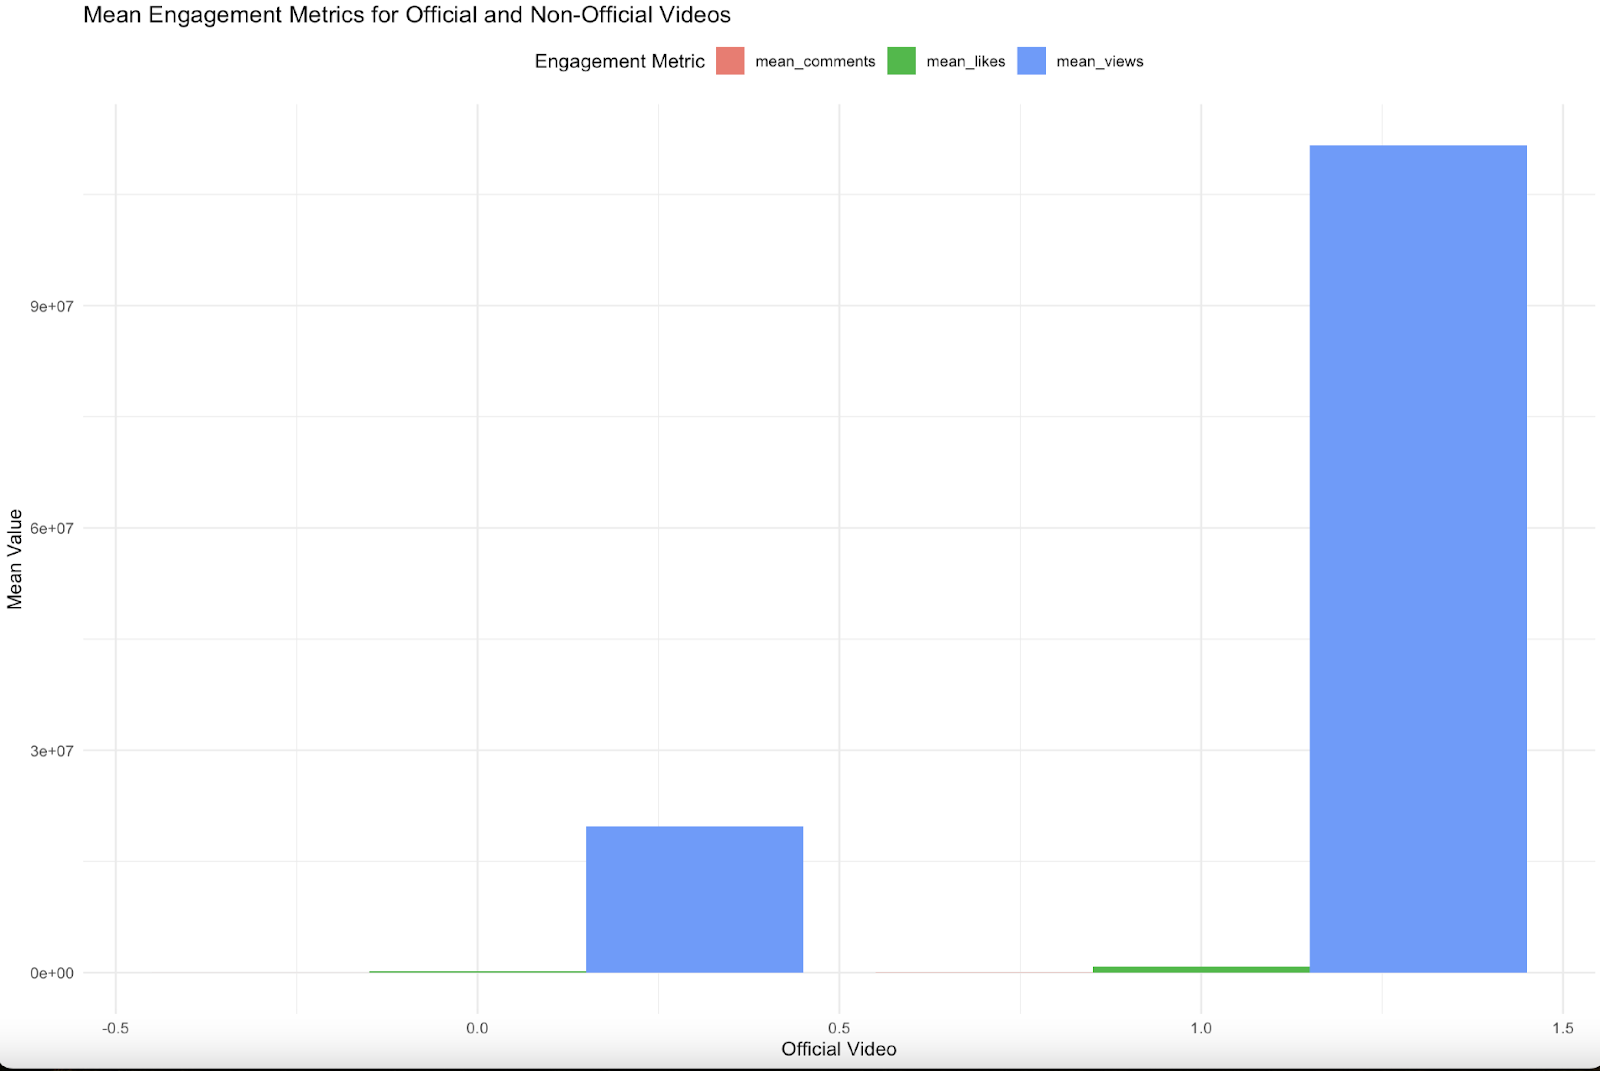 Mean Engagement Metrics for Official and Non-Official Videos
Engagement Metric mean_comments mean_likes mean_views
9e+07
6e+07
3e+07
0e+00
Mean Value
-0.5 0.0 0.5 1.0 1.5
Official Video